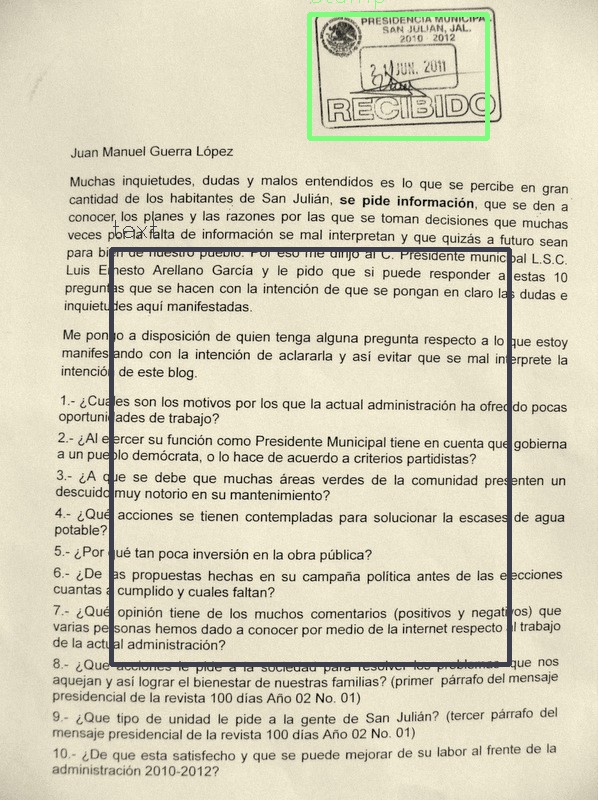 Stamp
PRESIDENCIA MUNICIPAL
SAN JULIAN, JAL.
2010 - 2012
JUN. 2011
RECIBIDO
Juan Manuel Guerra López
Muchas inquietudes, dudas y malos entendidos es lo que se percibe en gran
cantidad de los habitantes de San Julián, se pide información, que se den a
conocer los planes y las razones por las que se toman decisiones que muchas
text
veces por la falta de información se mal interpretan y que quizás a futuro sean
para bien de nuestro pueblo. Por eso me dirijo al C. Presidente municipal L.S.C.
Luis Ernesto Arellano García y le pido que si puede responder a estas 10
preguntas que se hacen con la intención de que se pongan en claro las dudas e
inquietudes aquí manifestadas.
Me pongo a disposición de quien tenga alguna pregunta respecto a lo que estoy
manifestando con la intención de aclararla y así evitar que se mal interprete la
intención de este blog.
1.- ¿Cuales son los motivos por los que la actual administración ha ofrecido pocas
oportunidades de trabajo?
2.- ¿Al ejercer su función como Presidente Municipal tiene en cuenta que gobierna
a un pueblo demócrata, o lo hace de acuerdo a criterios partidistas?
3.- ¿A que se debe que muchas áreas verdes de la comunidad presenten un
descuido muy notorio en su mantenimiento?
4.- ¿Qué acciones se tienen contempladas para solucionar la escases de agua
potable?
5.- ¿Por qué tan poca inversión en la obra pública?
6.- ¿De las propuestas hechas en su campaña política antes de las elecciones
cuantas a cumplido y cuales faltan?
7.- ¿Qué opinión tiene de los muchos comentarios (positivos y negativos) que
varias personas hemos dado a conocer por medio de la internet respecto al trabajo
de la actual administración?
8.- ¿Que acciones le pide a la sociedad para resolver los problemas que nos
aquejan y así lograr el bienestar de nuestras familias? (primer párrafo del mensaje
presidencial de la revista 100 días Año 02 No. 01)
9.- ¿Que tipo de unidad le pide a la gente de San Julián? (tercer párrafo del
mensaje presidencial de la revista 100 días Año 02 No. 01)
10.- ¿De que esta satisfecho y que se puede mejorar de su labor al frente de la
administración 2010-2012?